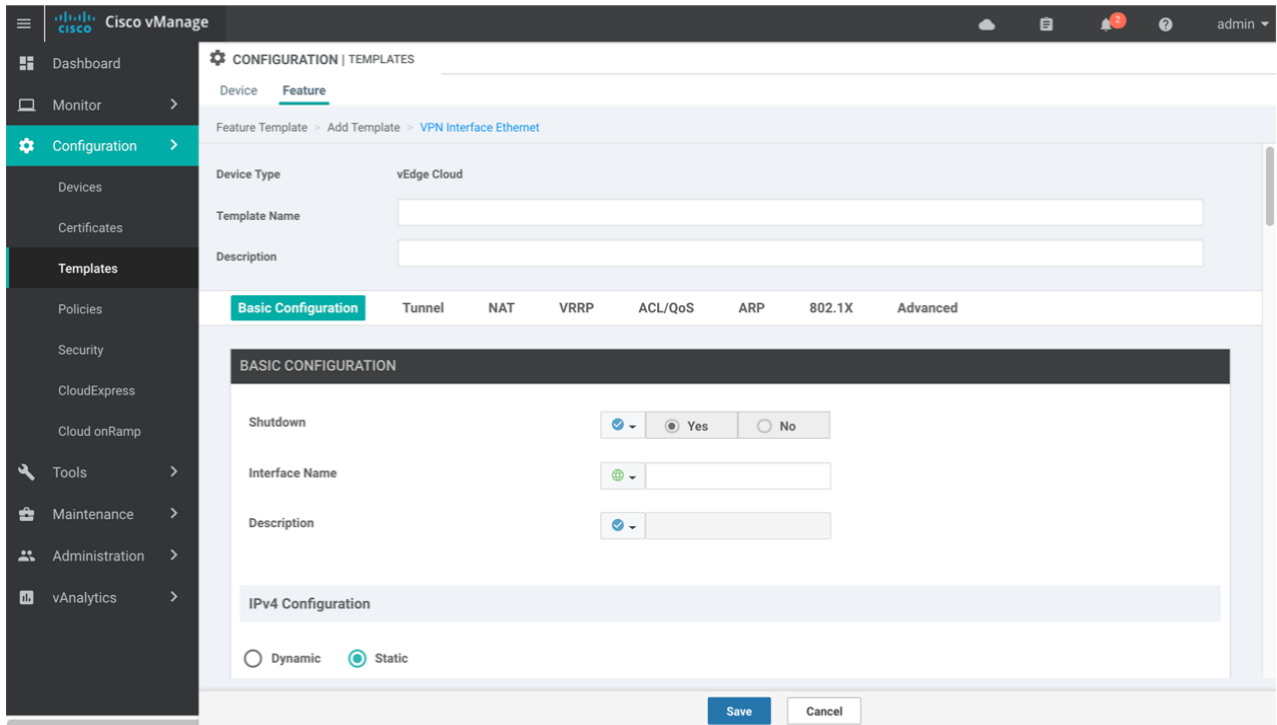 cisco Cisco vManage 2 admin
Dashboard
Monitor
Configuration
Devices
Certificates
Templates
Policies
Security
CloudExpress
Cloud onRamp
Tools
Maintenance
Administration
vAnalytics
CONFIGURATION | TEMPLATES
Device Feature
Feature Template > Add Template > VPN Interface Ethernet
Device Type vEdge Cloud
Template Name
Description
Basic Configuration Tunnel NAT VRRP ACL/QoS ARP 802.1X Advanced
BASIC CONFIGURATION
Shutdown Yes No
Interface Name
Description
IPv4 Configuration
Dynamic Static
Save Cancel